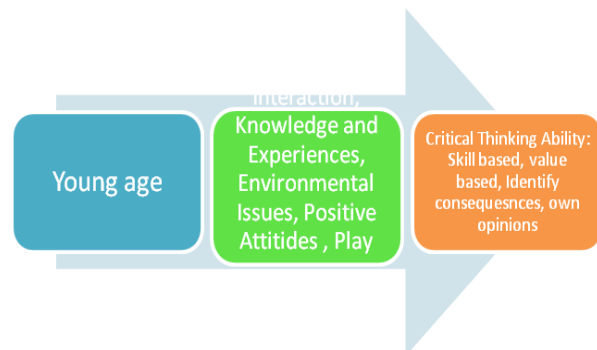 Young age
Interaction,
Knowledge and
Experiences,
Environmental
Issues, Positive
Attitides , Play
Critical Thinking Ability:
Skill based, value
based, Identify
consequesnces, own
opinions